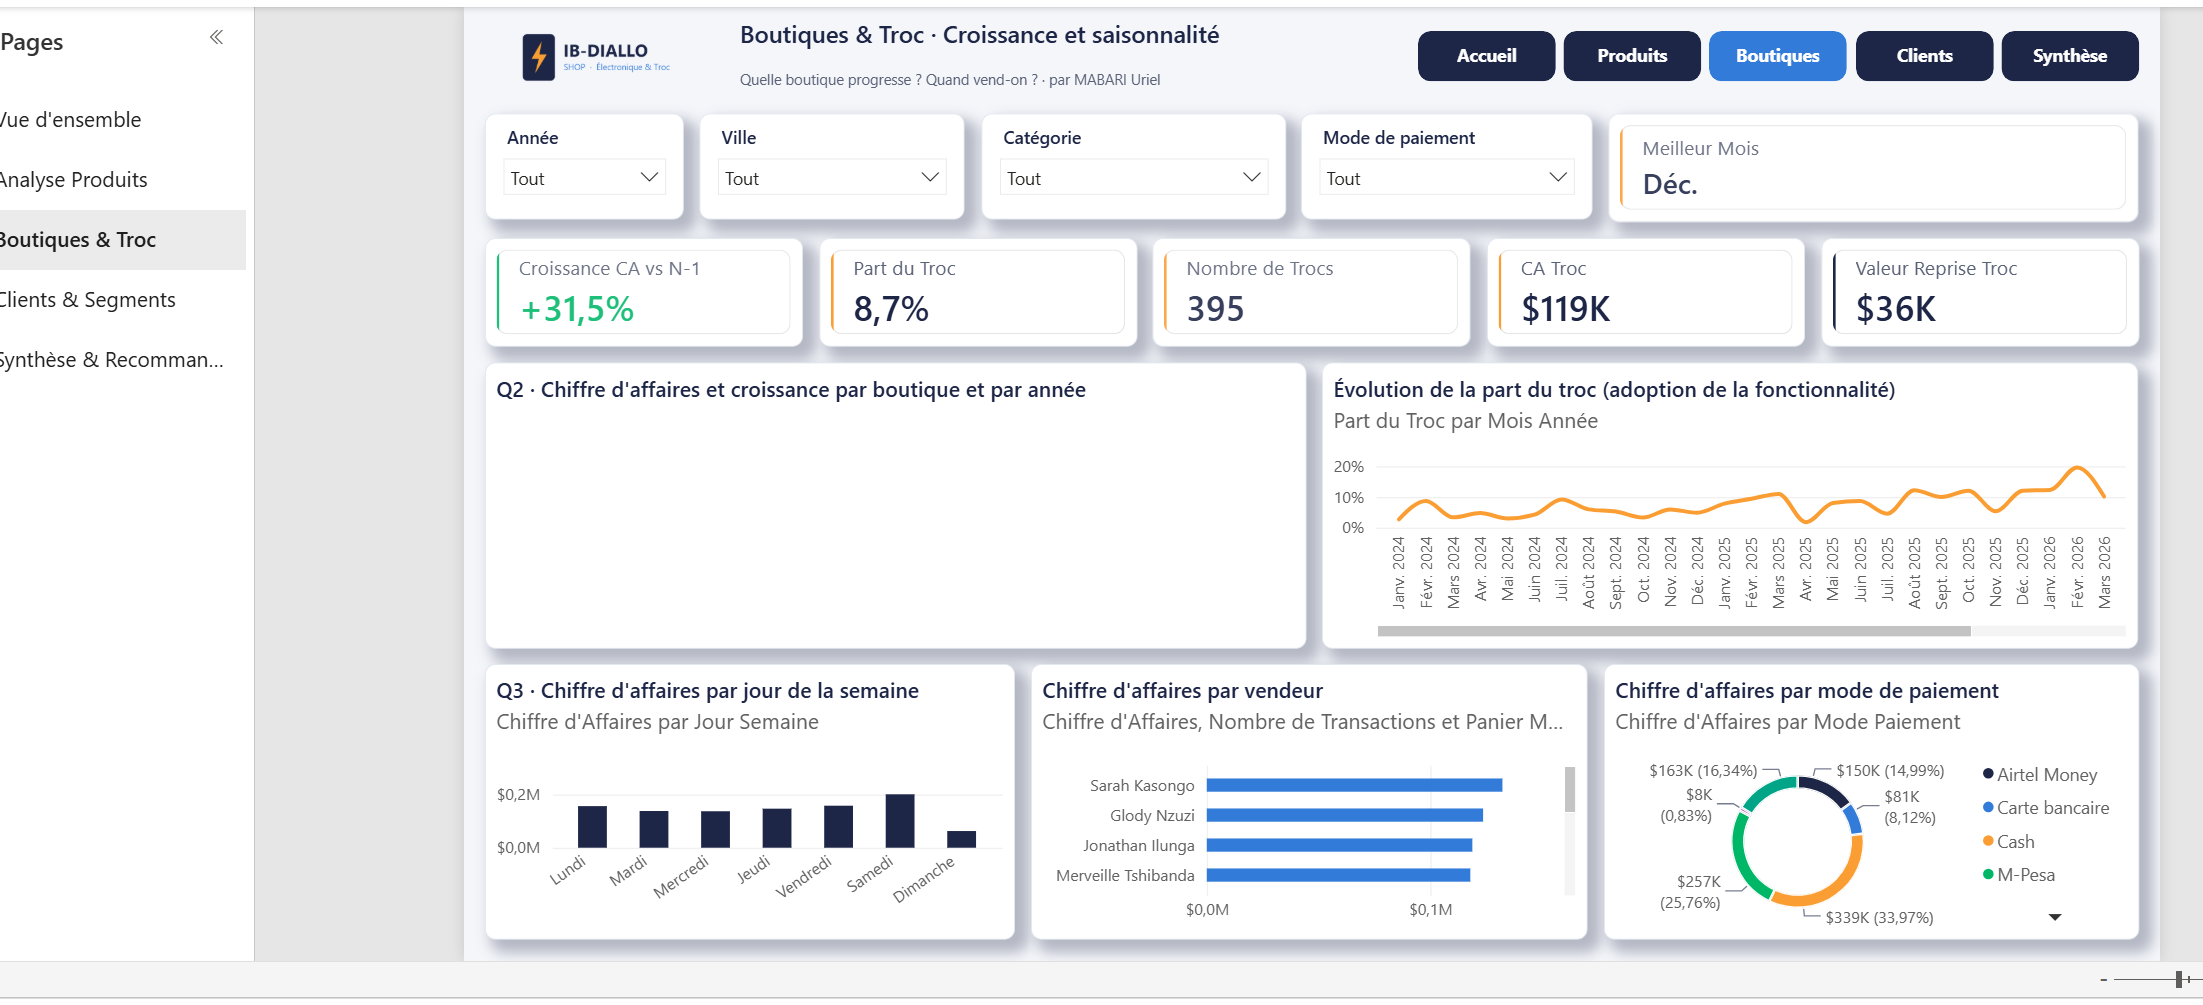 Pages
Vue d'ensemble
Analyse Produits
Boutiques & Troc
Clients & Segments
Synthèse & Recomman...
IB-DIALLO
SHOP · Électronique & Troc
Boutiques & Troc · Croissance et saisonnalité
Quelle boutique progresse ? Quand vend-on ? · par MABARI Uriel
Accueil
Produits
Boutiques
Clients
Synthèse
Année
Tout
Ville
Tout
Catégorie
Tout
Mode de paiement
Tout
Meilleur Mois
Déc.
Croissance CA vs N-1
+31,5%
Part du Troc
8,7%
Nombre de Trocs
395
CA Troc
$119K
Valeur Reprise Troc
$36K
Q2 · Chiffre d'affaires et croissance par boutique et par année
Évolution de la part du troc (adoption de la fonctionnalité)
Part du Troc par Mois Année
20%
10%
0%
Janv. 2024
Févr. 2024
Mars 2024
Avr. 2024
Mai 2024
Juin 2024
Juil. 2024
Août 2024
Sept. 2024
Oct. 2024
Nov. 2024
Déc. 2024
Janv. 2025
Févr. 2025
Mars 2025
Avr. 2025
Mai 2025
Juin 2025
Juil. 2025
Août 2025
Sept. 2025
Oct. 2025
Nov. 2025
Déc. 2025
Janv. 2026
Févr. 2026
Mars 2026
Q3 · Chiffre d'affaires par jour de la semaine
Chiffre d'Affaires par Jour Semaine
$0,2M
$0,0M
Lundi
Mardi
Mercredi
Jeudi
Vendredi
Samedi
Dimanche
Chiffre d'affaires par vendeur
Chiffre d'Affaires, Nombre de Transactions et Panier M...
Sarah Kasongo
Glody Nzuzi
Jonathan Ilunga
Merveille Tshibanda
$0,0M
$0,1M
Chiffre d'affaires par mode de paiement
Chiffre d'Affaires par Mode Paiement
$163K (16,34%)
$150K (14,99%)
$8K
(0,83%)
$81K
(8,12%)
$257K
(25,76%)
$339K (33,97%)
Airtel Money
Carte bancaire
Cash
M-Pesa